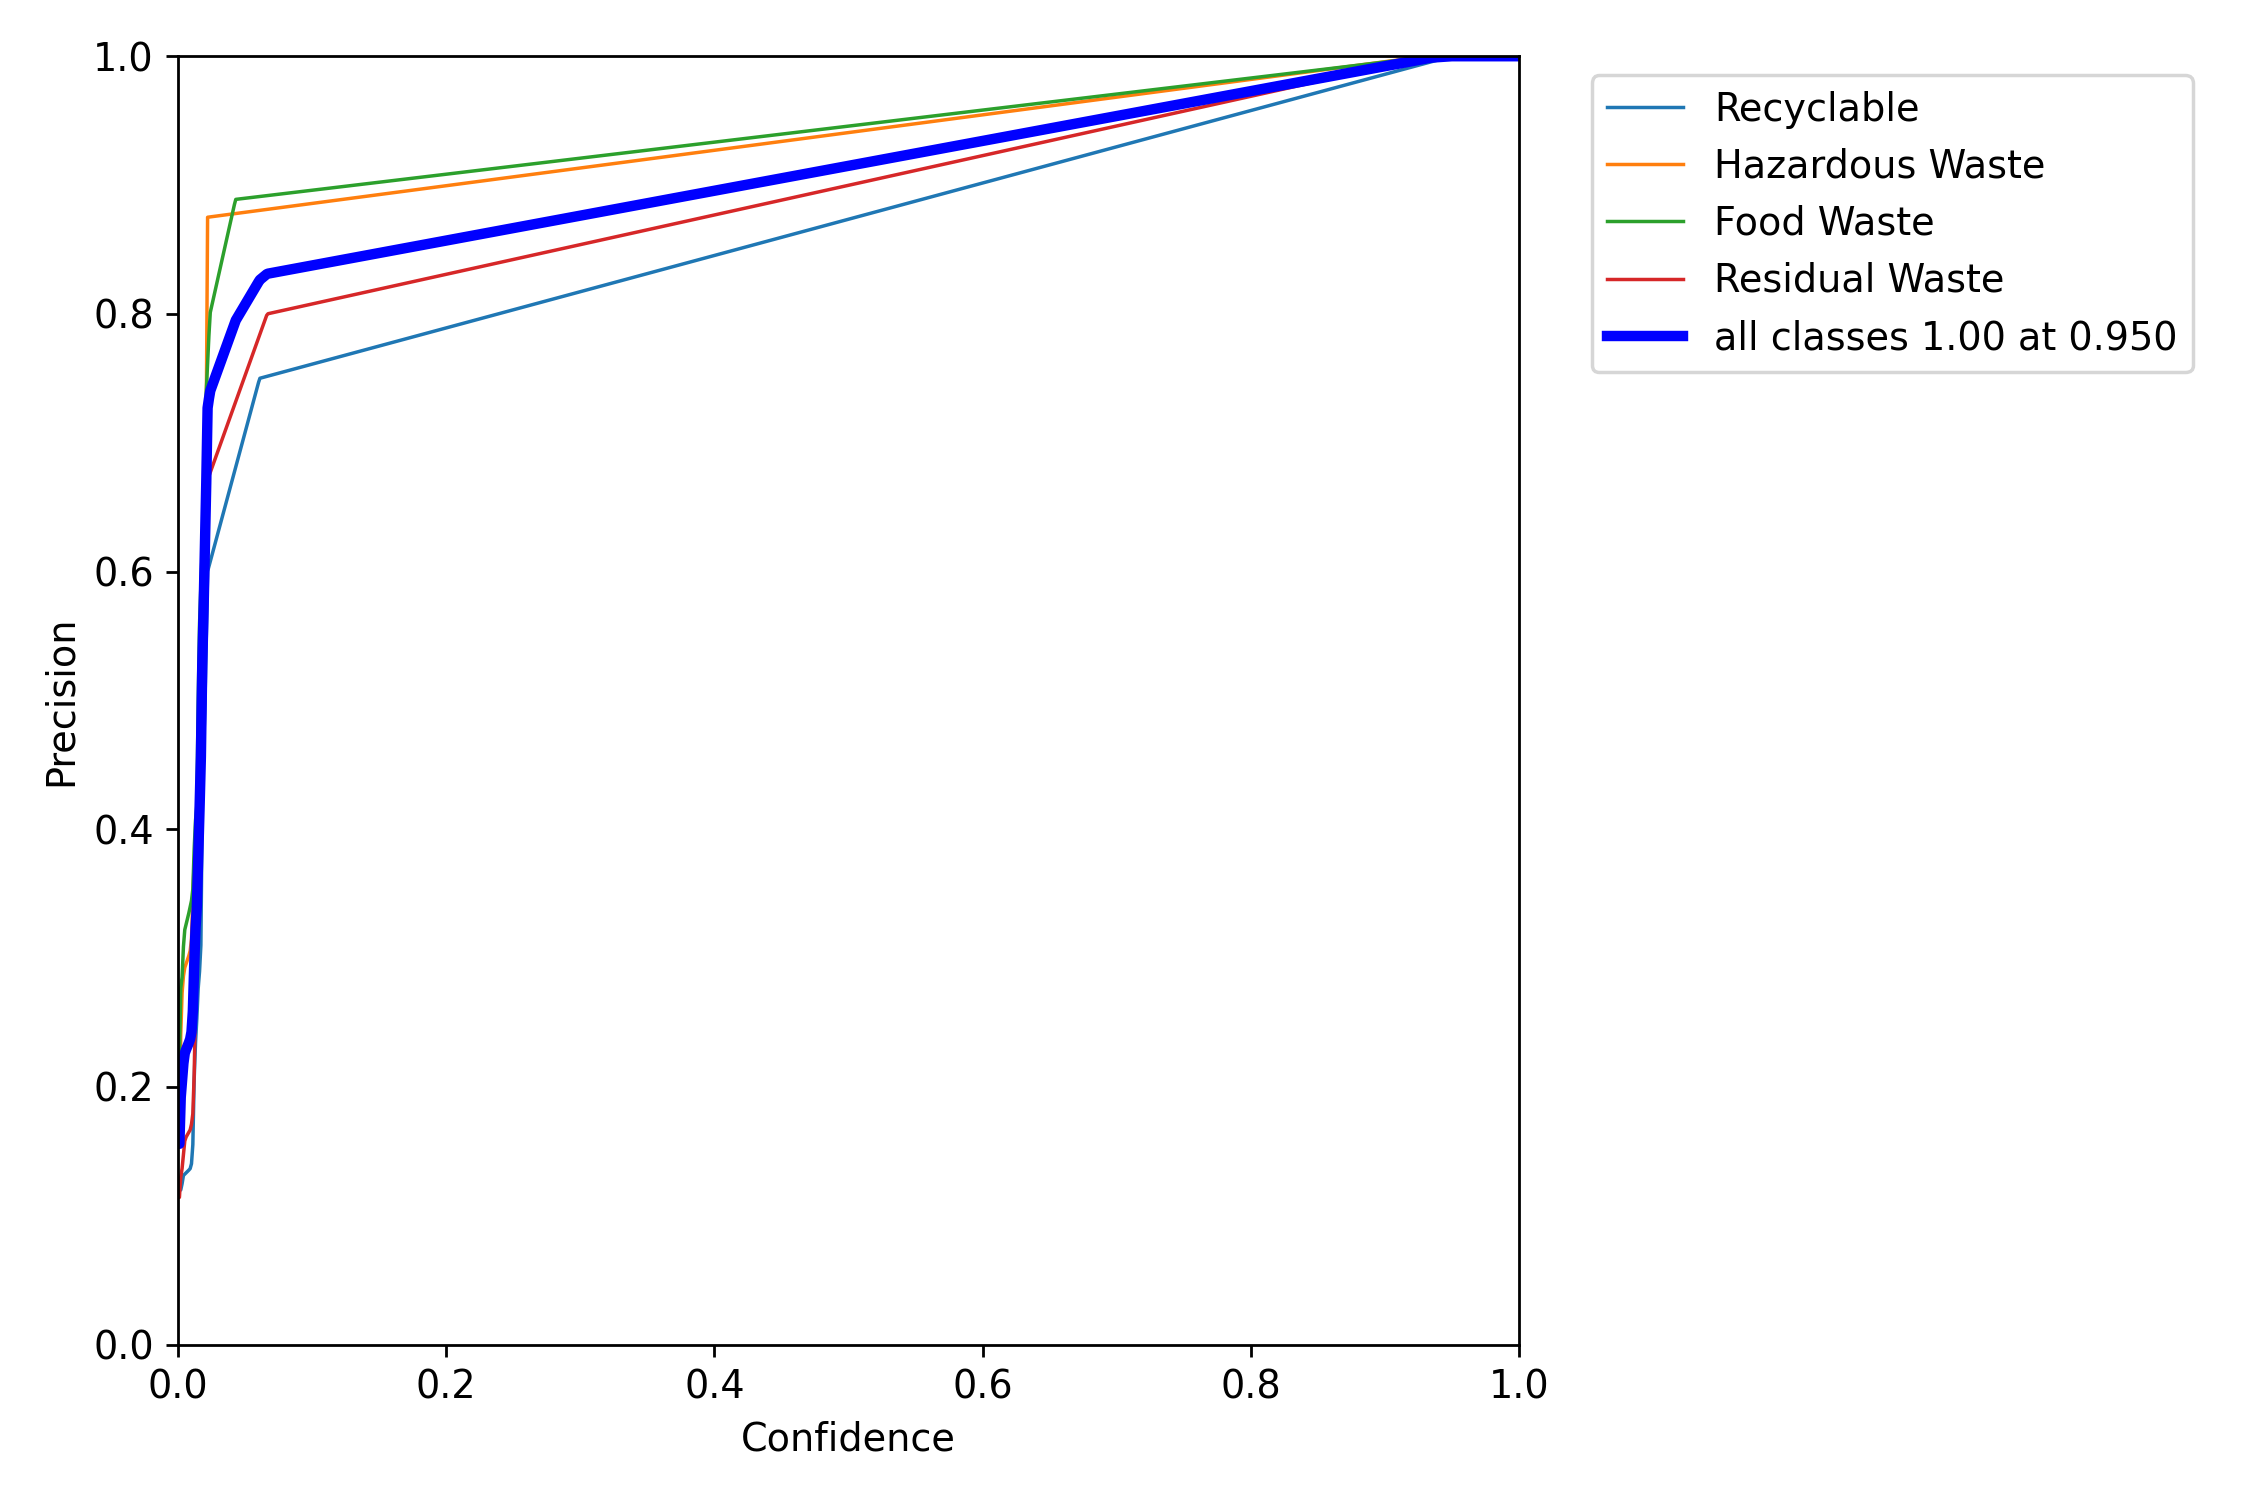 1.0
0.8
0.6
0.4
0.2
0.0
Precision
0.0 0.2 0.4 0.6 0.8 1.0
Confidence
Recyclable
Hazardous Waste
Food Waste
Residual Waste
all classes 1.00 at 0.950